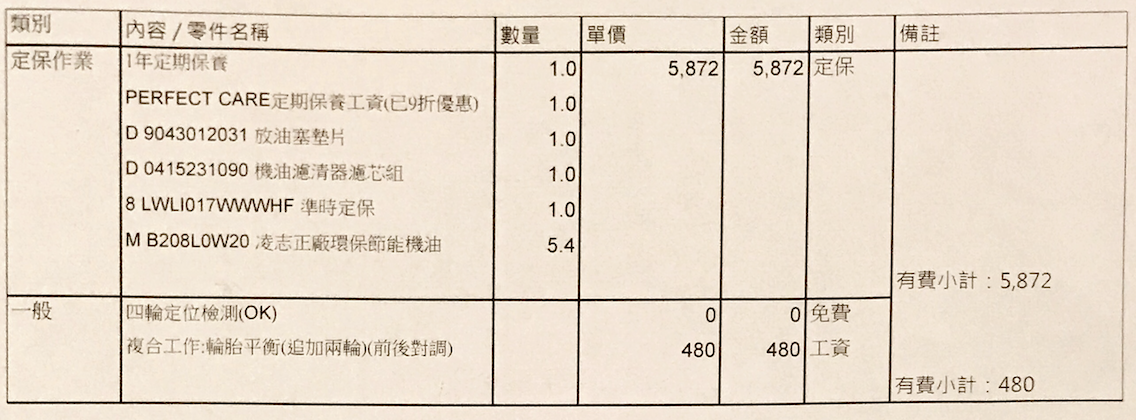 類別 內容 / 零件名稱 數量 單價 金額 類別 備註
定保作業 1年定期保養 1.0 5,872 5,872 定保
PERFECT CARE定期保養工資(已9折優惠) 1.0
D 9043012031 放油塞墊片 1.0
D 0415231090 機油濾清器濾芯組 1.0
8 LWLI017WWWHF 準時定保 1.0
M B208L0W20 凌志正廠環保節能機油 5.4
有費小計：5,872
一般 四輪定位檢測(OK) 0 0 免費
複合工作:輪胎平衡(追加兩輪)(前後對調) 480 480 工資
有費小計：480